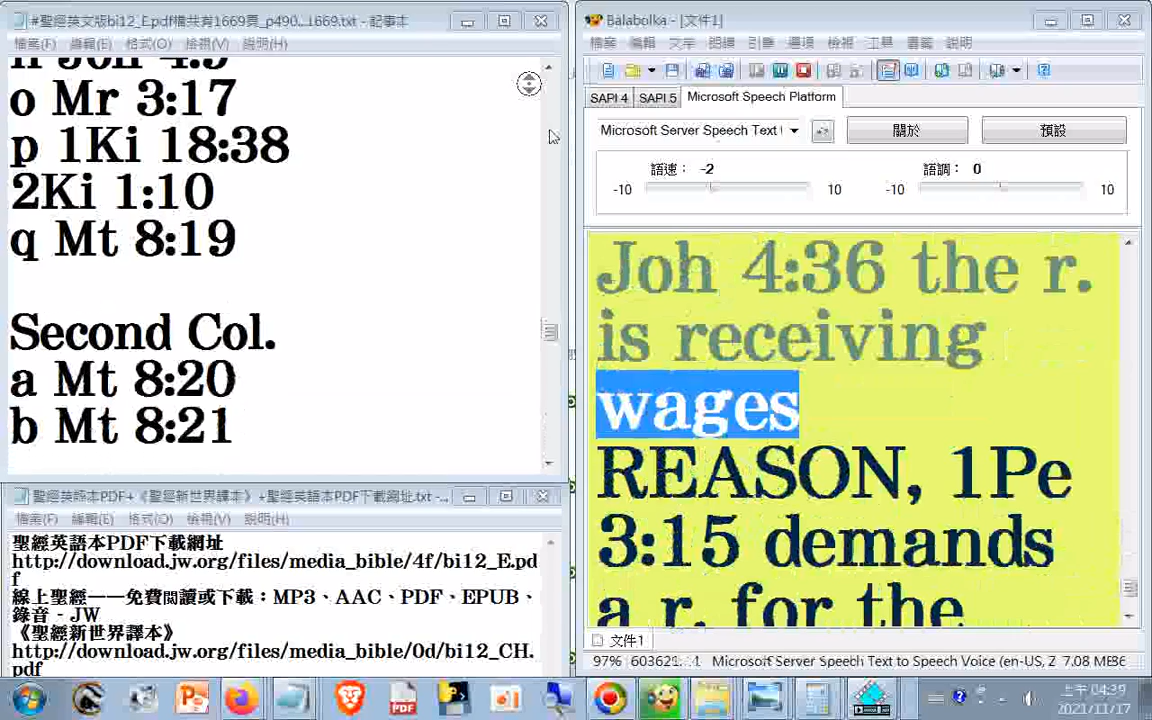 #聖經英文版bi12_E.pdf檔共有1669頁_p490...1669.txt - 記事本
檔案(F) 編輯(E) 格式(O) 檢視(V) 說明(H)
o Mr 3:17
p 1Ki 18:38
2Ki 1:10
q Mt 8:19
Second Col.
a Mt 8:20
b Mt 8:21
聖經英語本PDF+《聖經新世界譯本》+聖經英語本PDF下載網址.txt - ...
檔案(F) 編輯(E) 格式(O) 檢視(V) 說明(H)
聖經英語本PDF下載網址
http://download.jw.org/files/media_bible/4f/bi12_E.pd
f
線上聖經──免費閱讀或下載：MP3、AAC、PDF、EPUB、
錄音 - JW
《聖經新世界譯本》
http://download.jw.org/files/media_bible/0d/bi12_CH.
pdf
Balabolka - [文件1]
檔案 編輯 文字 朗讀 引擎 選項 檢視 工具 書籤 說明
SAPI 4 SAPI 5 Microsoft Speech Platform
Microsoft Server Speech Text 關於 預設
語速： -2 語調： 0
-10 10 -10 10
Joh 4:36 the r.
is receiving
wages
REASON, 1Pe
3:15 demands
a r. for the
文件1
97% Microsoft Server Speech Text to Speech Voice (en-US, Z 7.08 MB
上午 04:39
2021/11/17